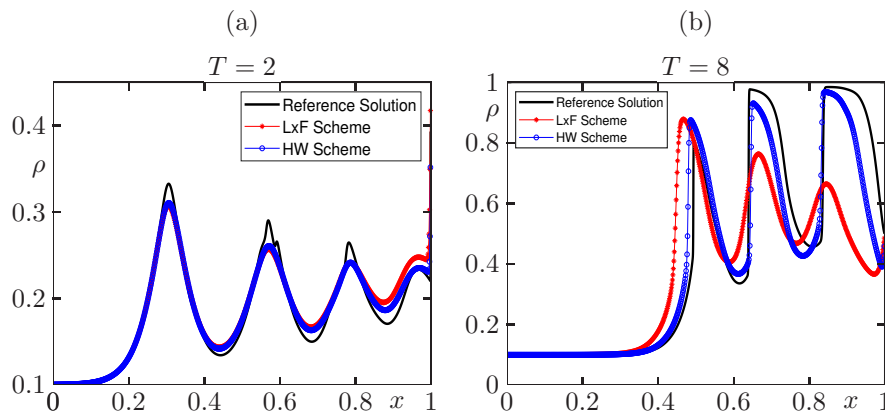 (a)
(b)
T = 2
T = 8
Reference Solution
LxF Scheme
HW Scheme
0.4
ρ
0.3
0.2
0.1
0
0.2
0.4
0.6
0.8
x
1
Reference Solution
LxF Scheme
HW Scheme
1
ρ
0.8
0.6
0.4
0.2
0
0
0.2
0.4
0.6
0.8
x
1